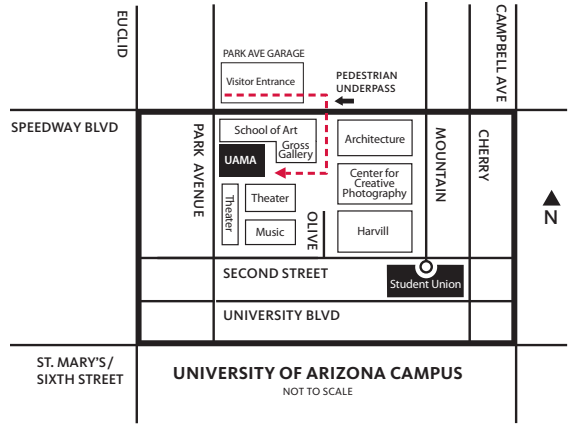 EUCLID
CAMPBELL AVE
PARK AVE GARAGE
Visitor Entrance
PEDESTRIAN
UNDERPASS
SPEEDWAY BLVD
PARK AVENUE
School of Art
Gross
Gallery
UAMA
Architecture
MOUNTAIN
CHERRY
Center for
Creative
Photography
Theater
Theater
Music
OLIVE
Harvill
N
SECOND STREET
Student Union
UNIVERSITY BLVD
ST. MARY'S/
SIXTH STREET
UNIVERSITY OF ARIZONA CAMPUS
NOT TO SCALE